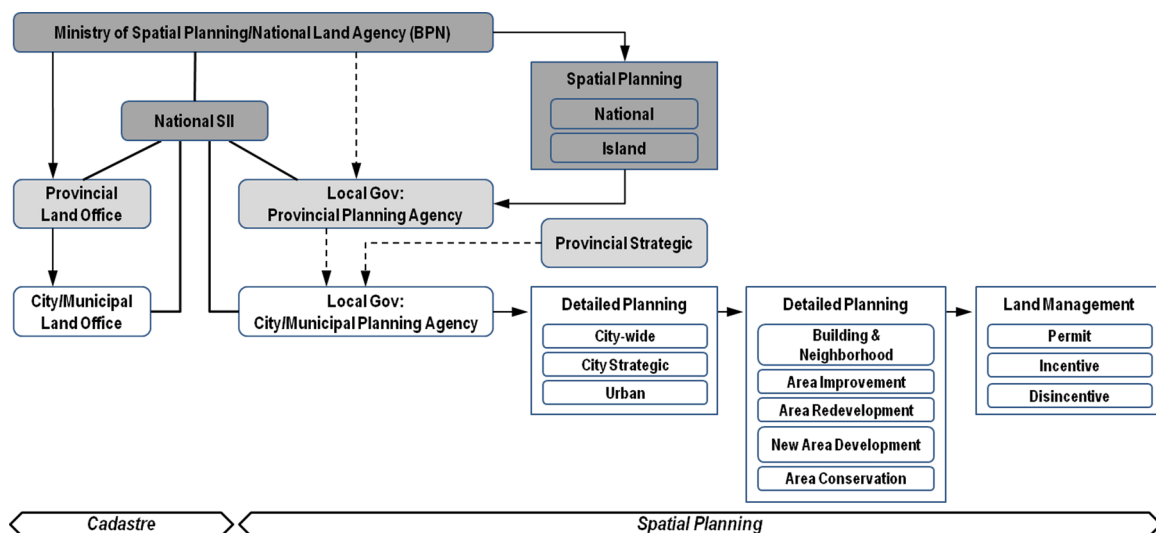 Ministry of Spatial Planning/National Land Agency (BPN)
Spatial Planning
National
Island
National SII
Provincial
Land Office
Local Gov:
Provincial Planning Agency
Provincial Strategic
City/Municipal
Land Office
Local Gov:
City/Municipal Planning Agency
Detailed Planning
City-wide
City Strategic
Urban
Detailed Planning
Building &
Neighborhood
Area Improvement
Area Redevelopment
New Area Development
Area Conservation
Land Management
Permit
Incentive
Disincentive
Cadastre
Spatial Planning